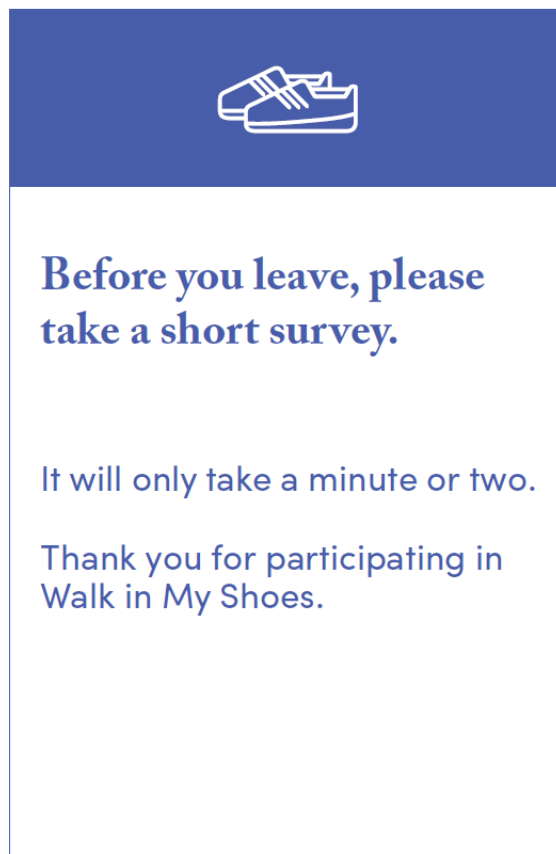 Before you leave, please
take a short survey.
It will only take a minute or two.
Thank you for participating in
Walk in My Shoes.